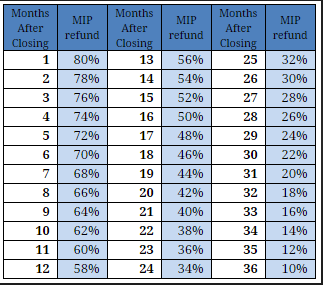 Months After Closing MIP refund Months After Closing MIP refund Months After Closing MIP refund
1 80% 13 56% 25 32%
2 78% 14 54% 26 30%
3 76% 15 52% 27 28%
4 74% 16 50% 28 26%
5 72% 17 48% 29 24%
6 70% 18 46% 30 22%
7 68% 19 44% 31 20%
8 66% 20 42% 32 18%
9 64% 21 40% 33 16%
10 62% 22 38% 34 14%
11 60% 23 36% 35 12%
12 58% 24 34% 36 10%